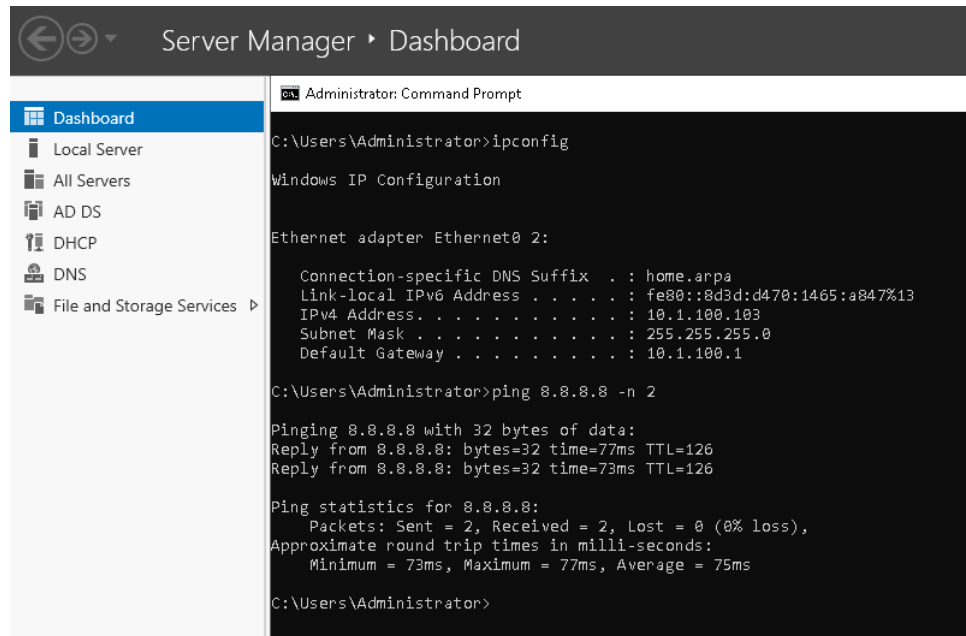 Server Manager ‣ Dashboard
Dashboard
Local Server
All Servers
AD DS
DHCP
DNS
File and Storage Services
Administrator: Command Prompt
C:\Users\Administrator>ipconfig
Windows IP Configuration
Ethernet adapter Ethernet0 2:
Connection-specific DNS Suffix  . : home.arpa
Link-local IPv6 Address . . . . . : fe80::8d3d:d470:1465:a847%13
IPv4 Address. . . . . . . . . . . : 10.1.100.103
Subnet Mask . . . . . . . . . . . : 255.255.255.0
Default Gateway . . . . . . . . . : 10.1.100.1
C:\Users\Administrator>ping 8.8.8.8 -n 2
Pinging 8.8.8.8 with 32 bytes of data:
Reply from 8.8.8.8: bytes=32 time=77ms TTL=126
Reply from 8.8.8.8: bytes=32 time=73ms TTL=126
Ping statistics for 8.8.8.8:
Packets: Sent = 2, Received = 2, Lost = 0 (0% loss),
Approximate round trip times in milli-seconds:
Minimum = 73ms, Maximum = 77ms, Average = 75ms
C:\Users\Administrator>